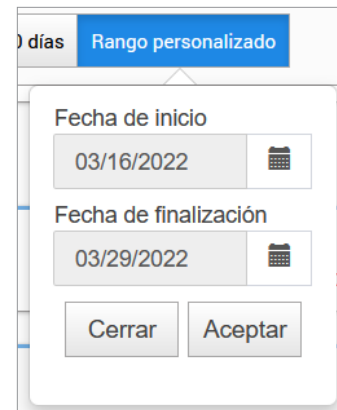 días Rango personalizado
Fecha de inicio
03/16/2022
Fecha de finalización
03/29/2022
Cerrar Aceptar